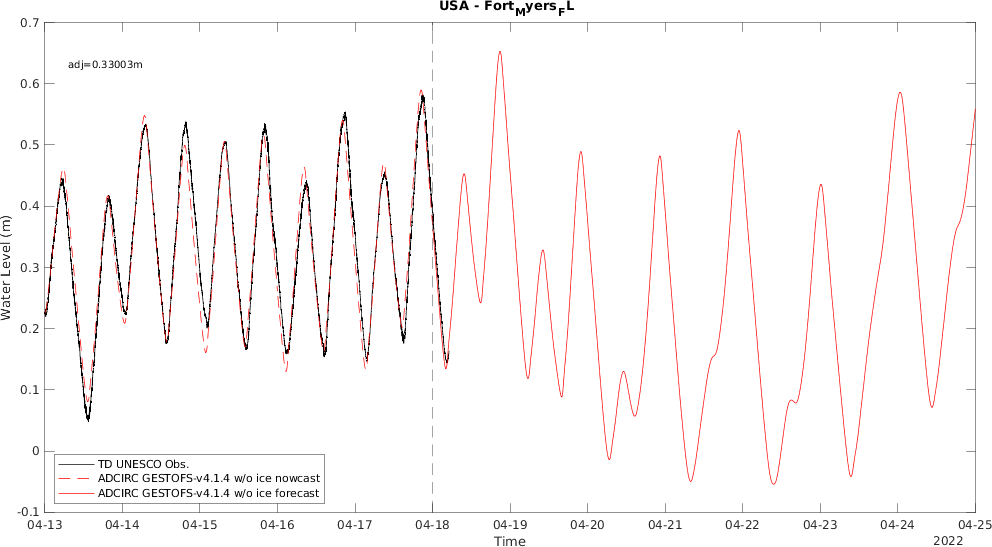 USA - Fort_Myers_FL
adj=0.33003m
0.7
0.6
0.5
0.4
0.3
0.2
0.1
0
-0.1
Water Level (m)
TD UNESCO Obs.
ADCIRC GESTOFS-v4.1.4 w/o ice nowcast
ADCIRC GESTOFS-v4.1.4 w/o ice forecast
04-13 04-14 04-15 04-16 04-17 04-18 04-19 04-20 04-21 04-22 04-23 04-24 04-25
Time
2022